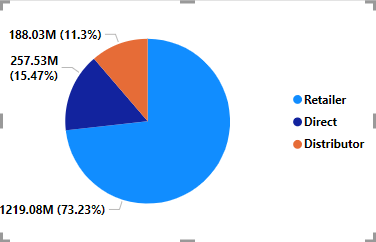 188.03M (11.3%)
257.53M
(15.47%)
Retailer
Direct
Distributor
1219.08M (73.23%)